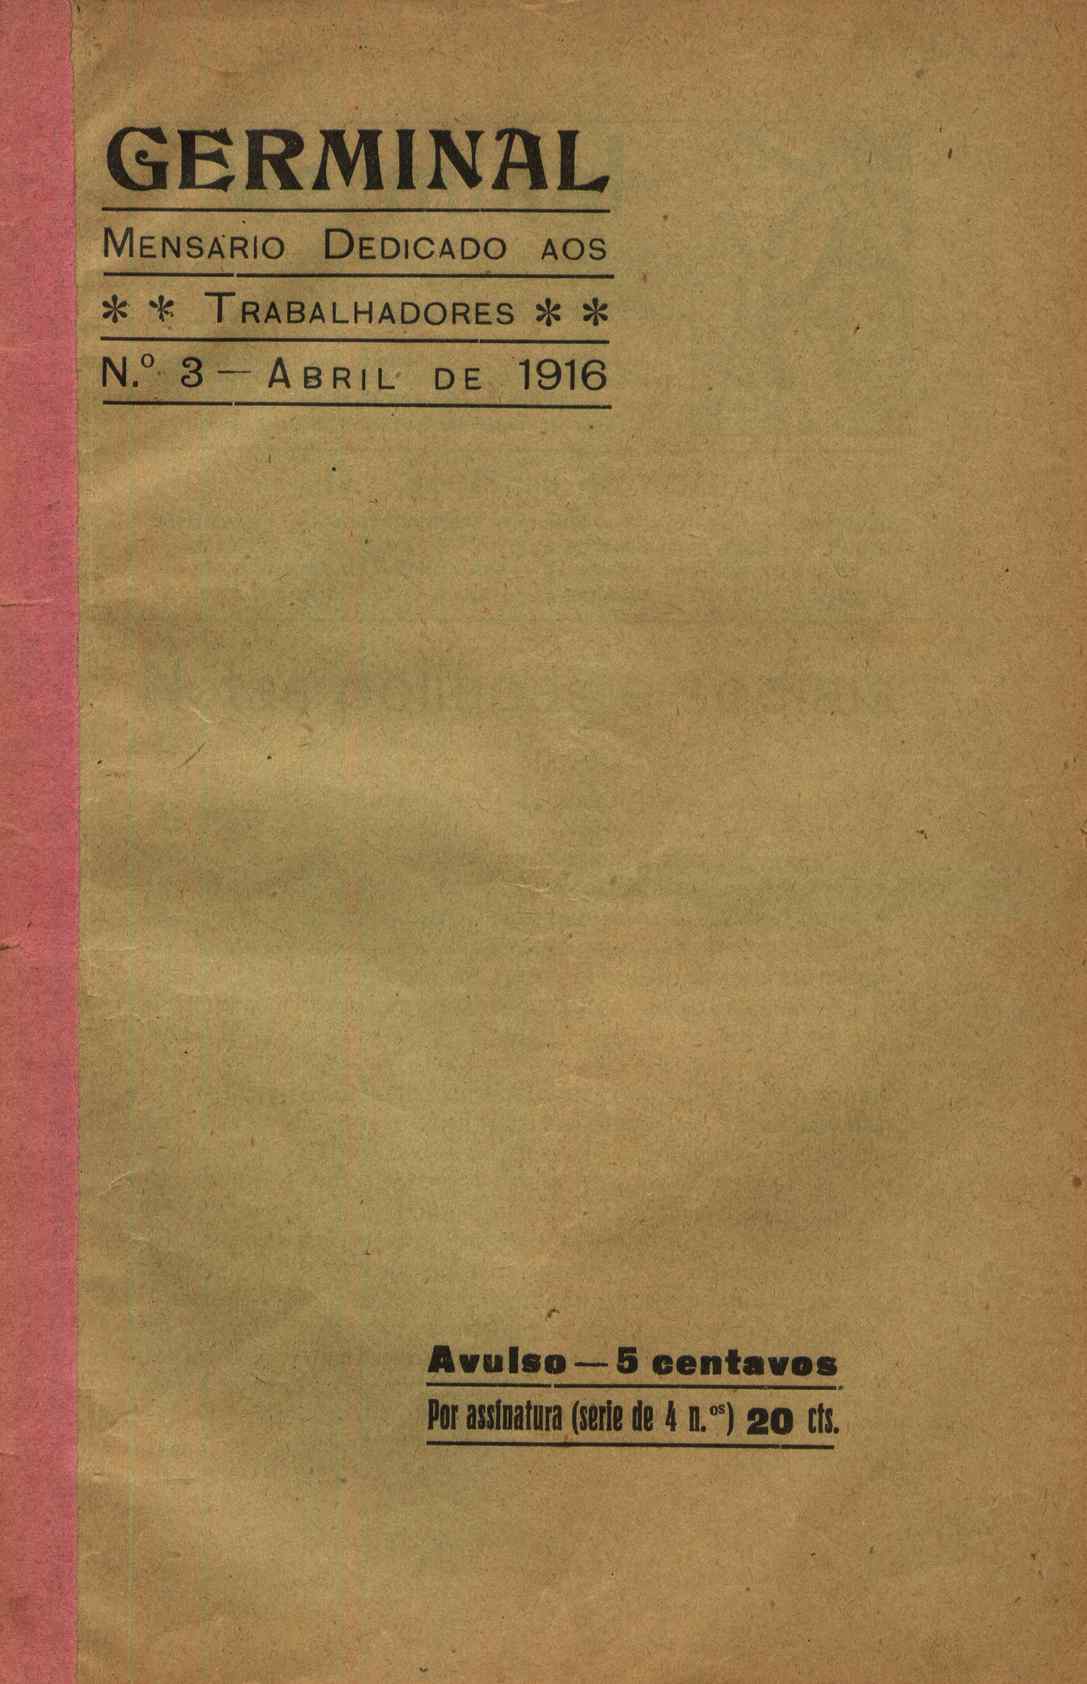 GERMINAL
MENSÁRIO DEDICADO AOS
* * TRABALHADORES * *
N.º 3 — ABRIL DE 1916
Avulso — 5 centavos
Por assinatura (serie de 4 n.ºs) 20 cts.